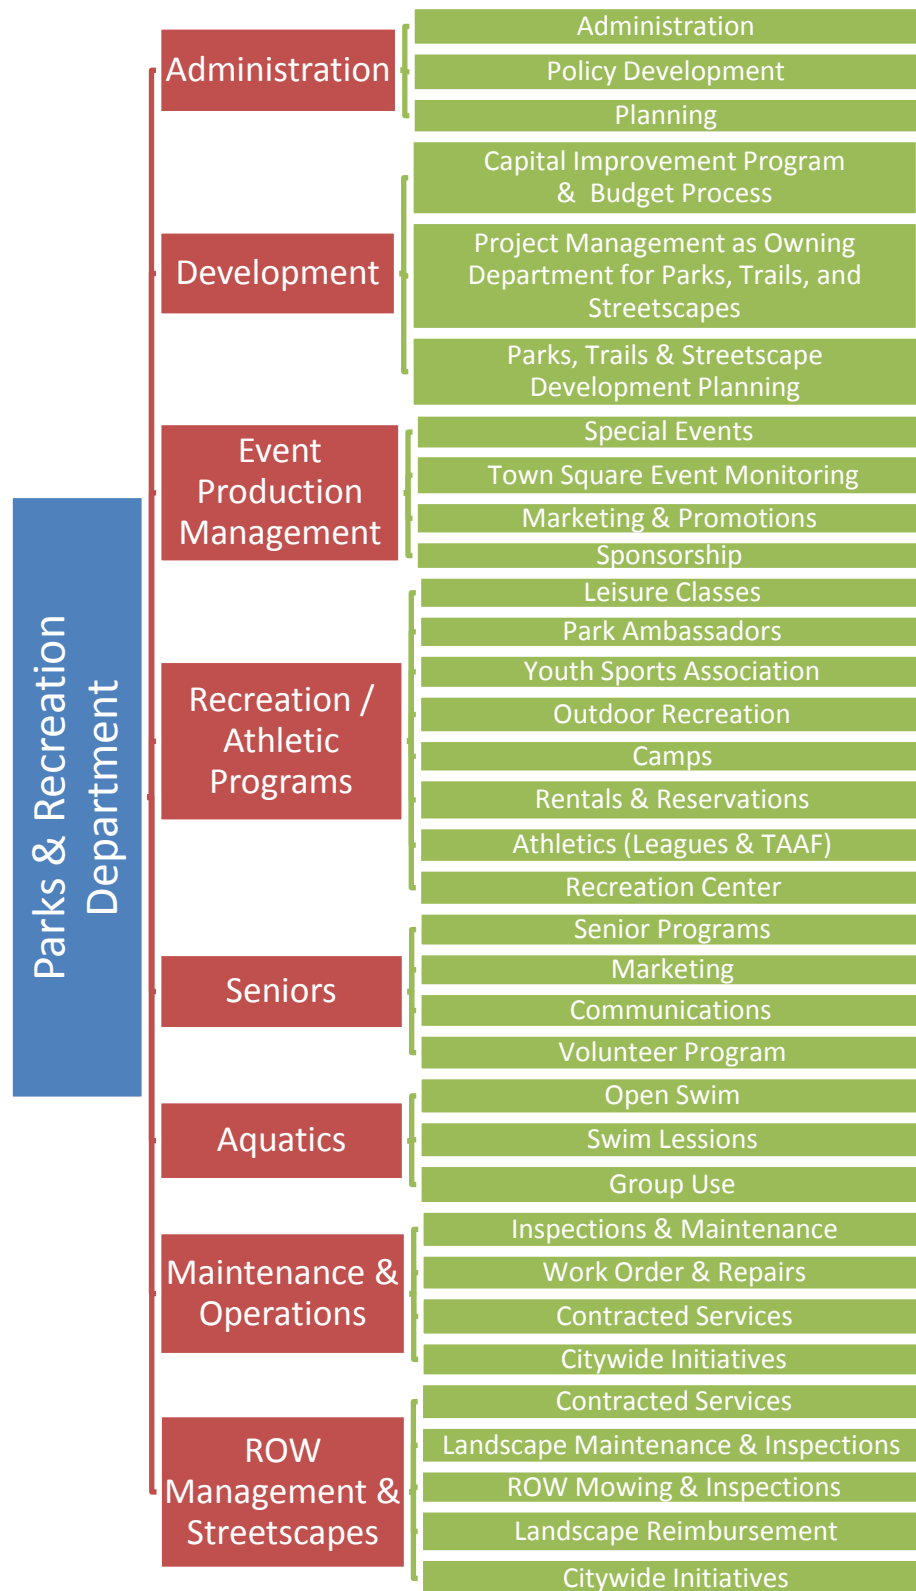 Parks & Recreation
Department
Administration
Administration
Policy Development
Planning
Development
Capital Improvement Program
& Budget Process
Project Management as Owning
Department for Parks, Trails, and
Streetscapes
Parks, Trails & Streetscape
Development Planning
Event
Production
Management
Special Events
Town Square Event Monitoring
Marketing & Promotions
Sponsorship
Recreation /
Athletic
Programs
Leisure Classes
Park Ambassadors
Youth Sports Association
Outdoor Recreation
Camps
Rentals & Reservations
Athletics (Leagues & TAAF)
Recreation Center
Seniors
Senior Programs
Marketing
Communications
Volunteer Program
Aquatics
Open Swim
Swim Lessions
Group Use
Maintenance &
Operations
Inspections & Maintenance
Work Order & Repairs
Contracted Services
Citywide Initiatives
ROW
Management &
Streetscapes
Contracted Services
Landscape Maintenance & Inspections
ROW Mowing & Inspections
Landscape Reimbursement
Citywide Initiatives